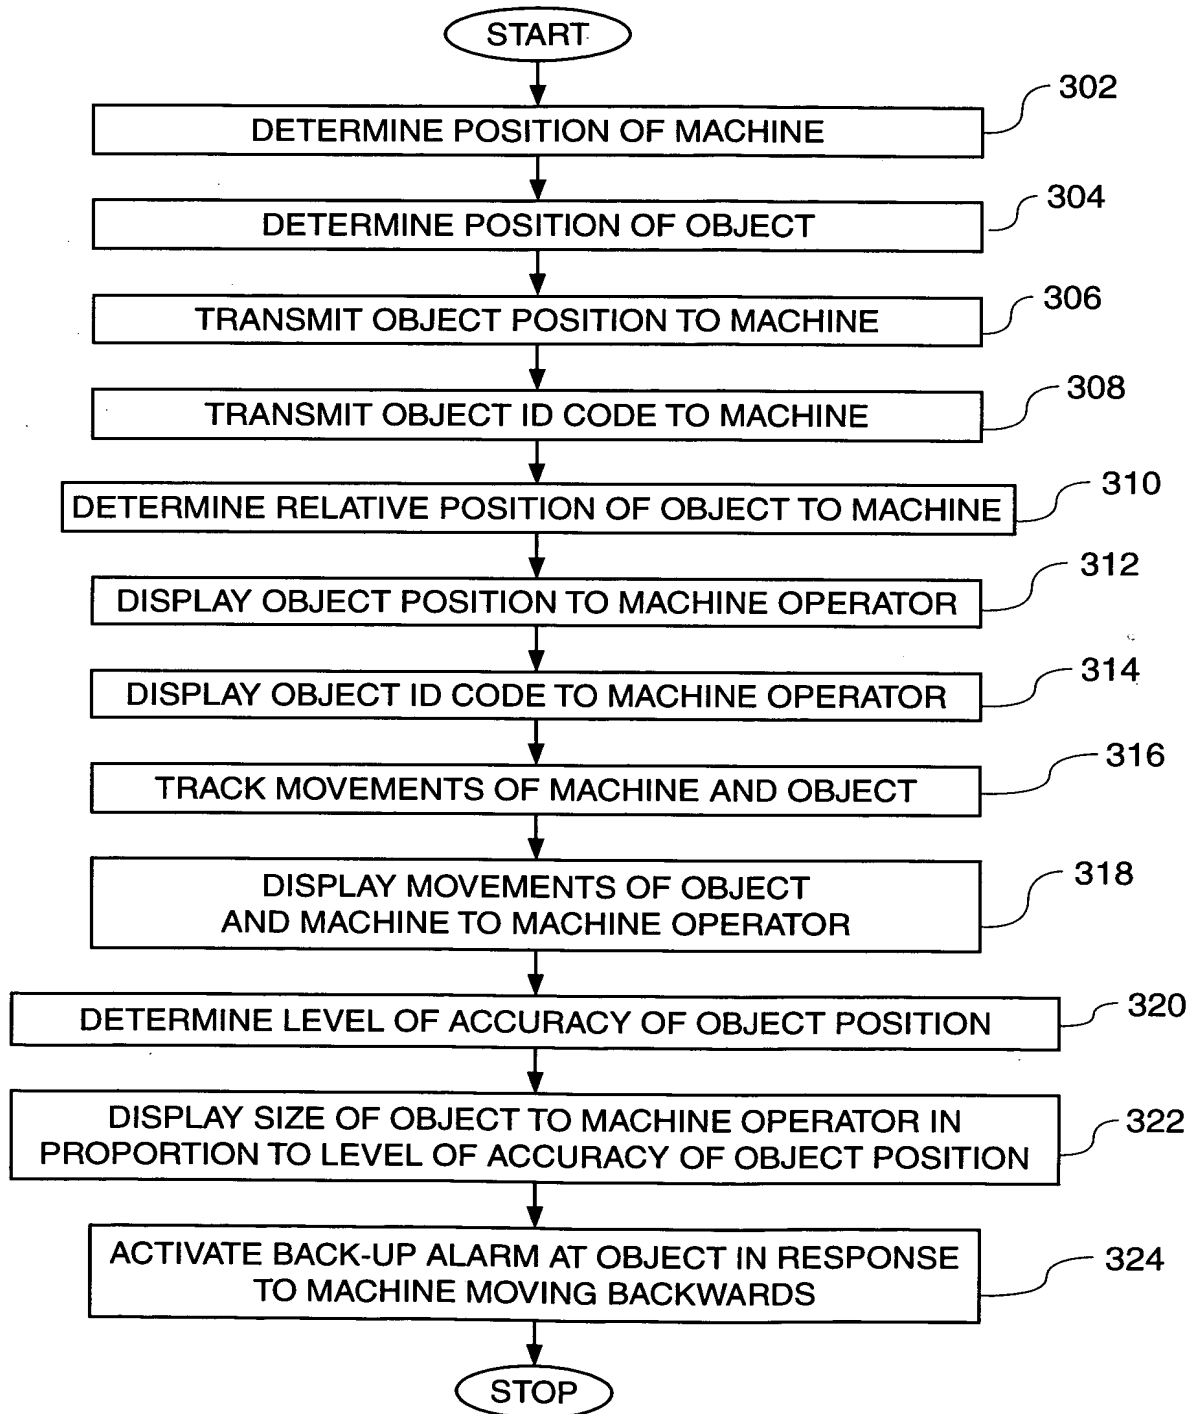 START
302
DETERMINE POSITION OF MACHINE
304
DETERMINE POSITION OF OBJECT
306
TRANSMIT OBJECT POSITION TO MACHINE
308
TRANSMIT OBJECT ID CODE TO MACHINE
310
DETERMINE RELATIVE POSITION OF OBJECT TO MACHINE
312
DISPLAY OBJECT POSITION TO MACHINE OPERATOR
314
DISPLAY OBJECT ID CODE TO MACHINE OPERATOR
316
TRACK MOVEMENTS OF MACHINE AND OBJECT
318
DISPLAY MOVEMENTS OF OBJECT
AND MACHINE TO MACHINE OPERATOR
320
DETERMINE LEVEL OF ACCURACY OF OBJECT POSITION
322
DISPLAY SIZE OF OBJECT TO MACHINE OPERATOR IN
PROPORTION TO LEVEL OF ACCURACY OF OBJECT POSITION
324
ACTIVATE BACK-UP ALARM AT OBJECT IN RESPONSE
TO MACHINE MOVING BACKWARDS
STOP